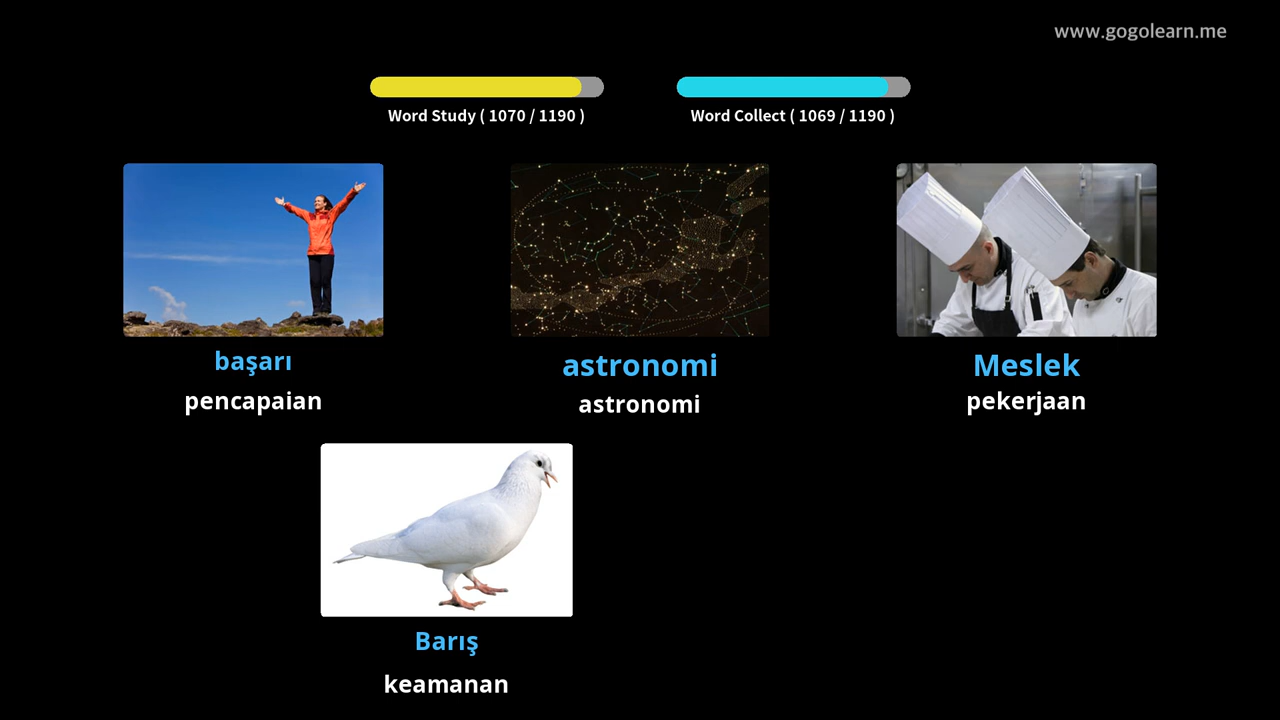 www.gogolearn.me
Word Study ( 1070 / 1190 )
Word Collect ( 1069 / 1190 )
başarı
pencapaian
astronomi
astronomi
Meslek
pekerjaan
Barış
keamanan